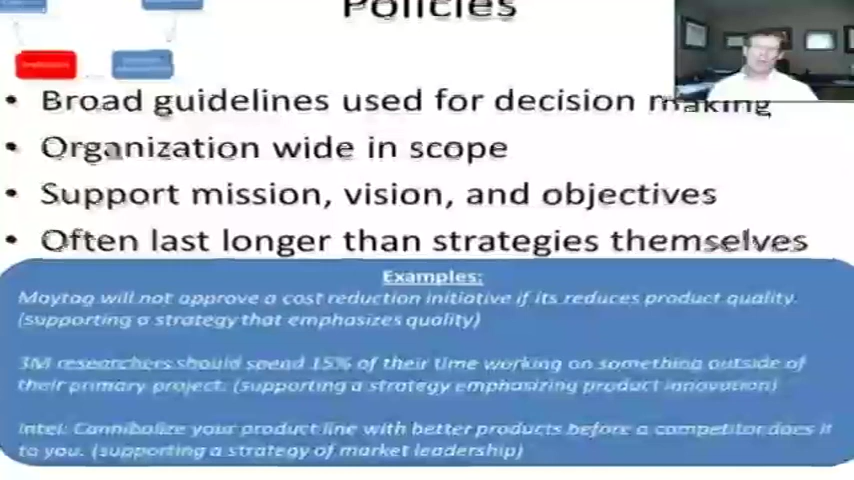 Policies
• Broad guidelines used for decision making
• Organization wide in scope
• Support mission, vision, and objectives
• Often last longer than strategies themselves
Examples:
Maytag will not approve a cost reduction initiative if its reduces product quality.
(supporting a strategy that emphasizes quality)
3M researchers should spend 15% of their time working on something outside of
their primary project. (supporting a strategy emphasizing product innovation)
Intel: Cannibalize your product line with better products before a competitor does it
to you. (supporting a strategy of market leadership)